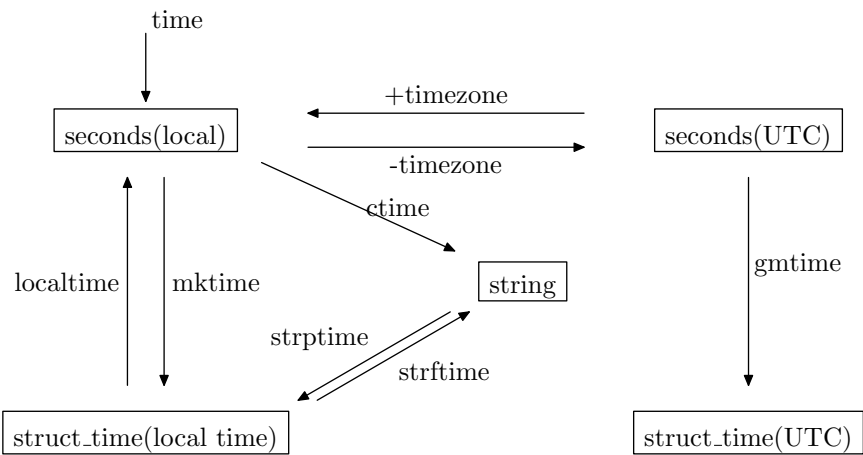 time
+timezone
seconds(local)
seconds(UTC)
-timezone
ctime
localtime
mktime
string
gmtime
strptime
strftime
struct_time(local time)
struct_time(UTC)